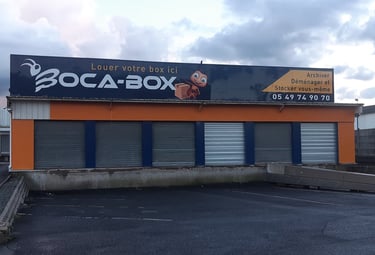 Louer votre box ici
BOCA-BOX
Archiver
Déménager et
Stocker vous-même
05 49 74 90 70